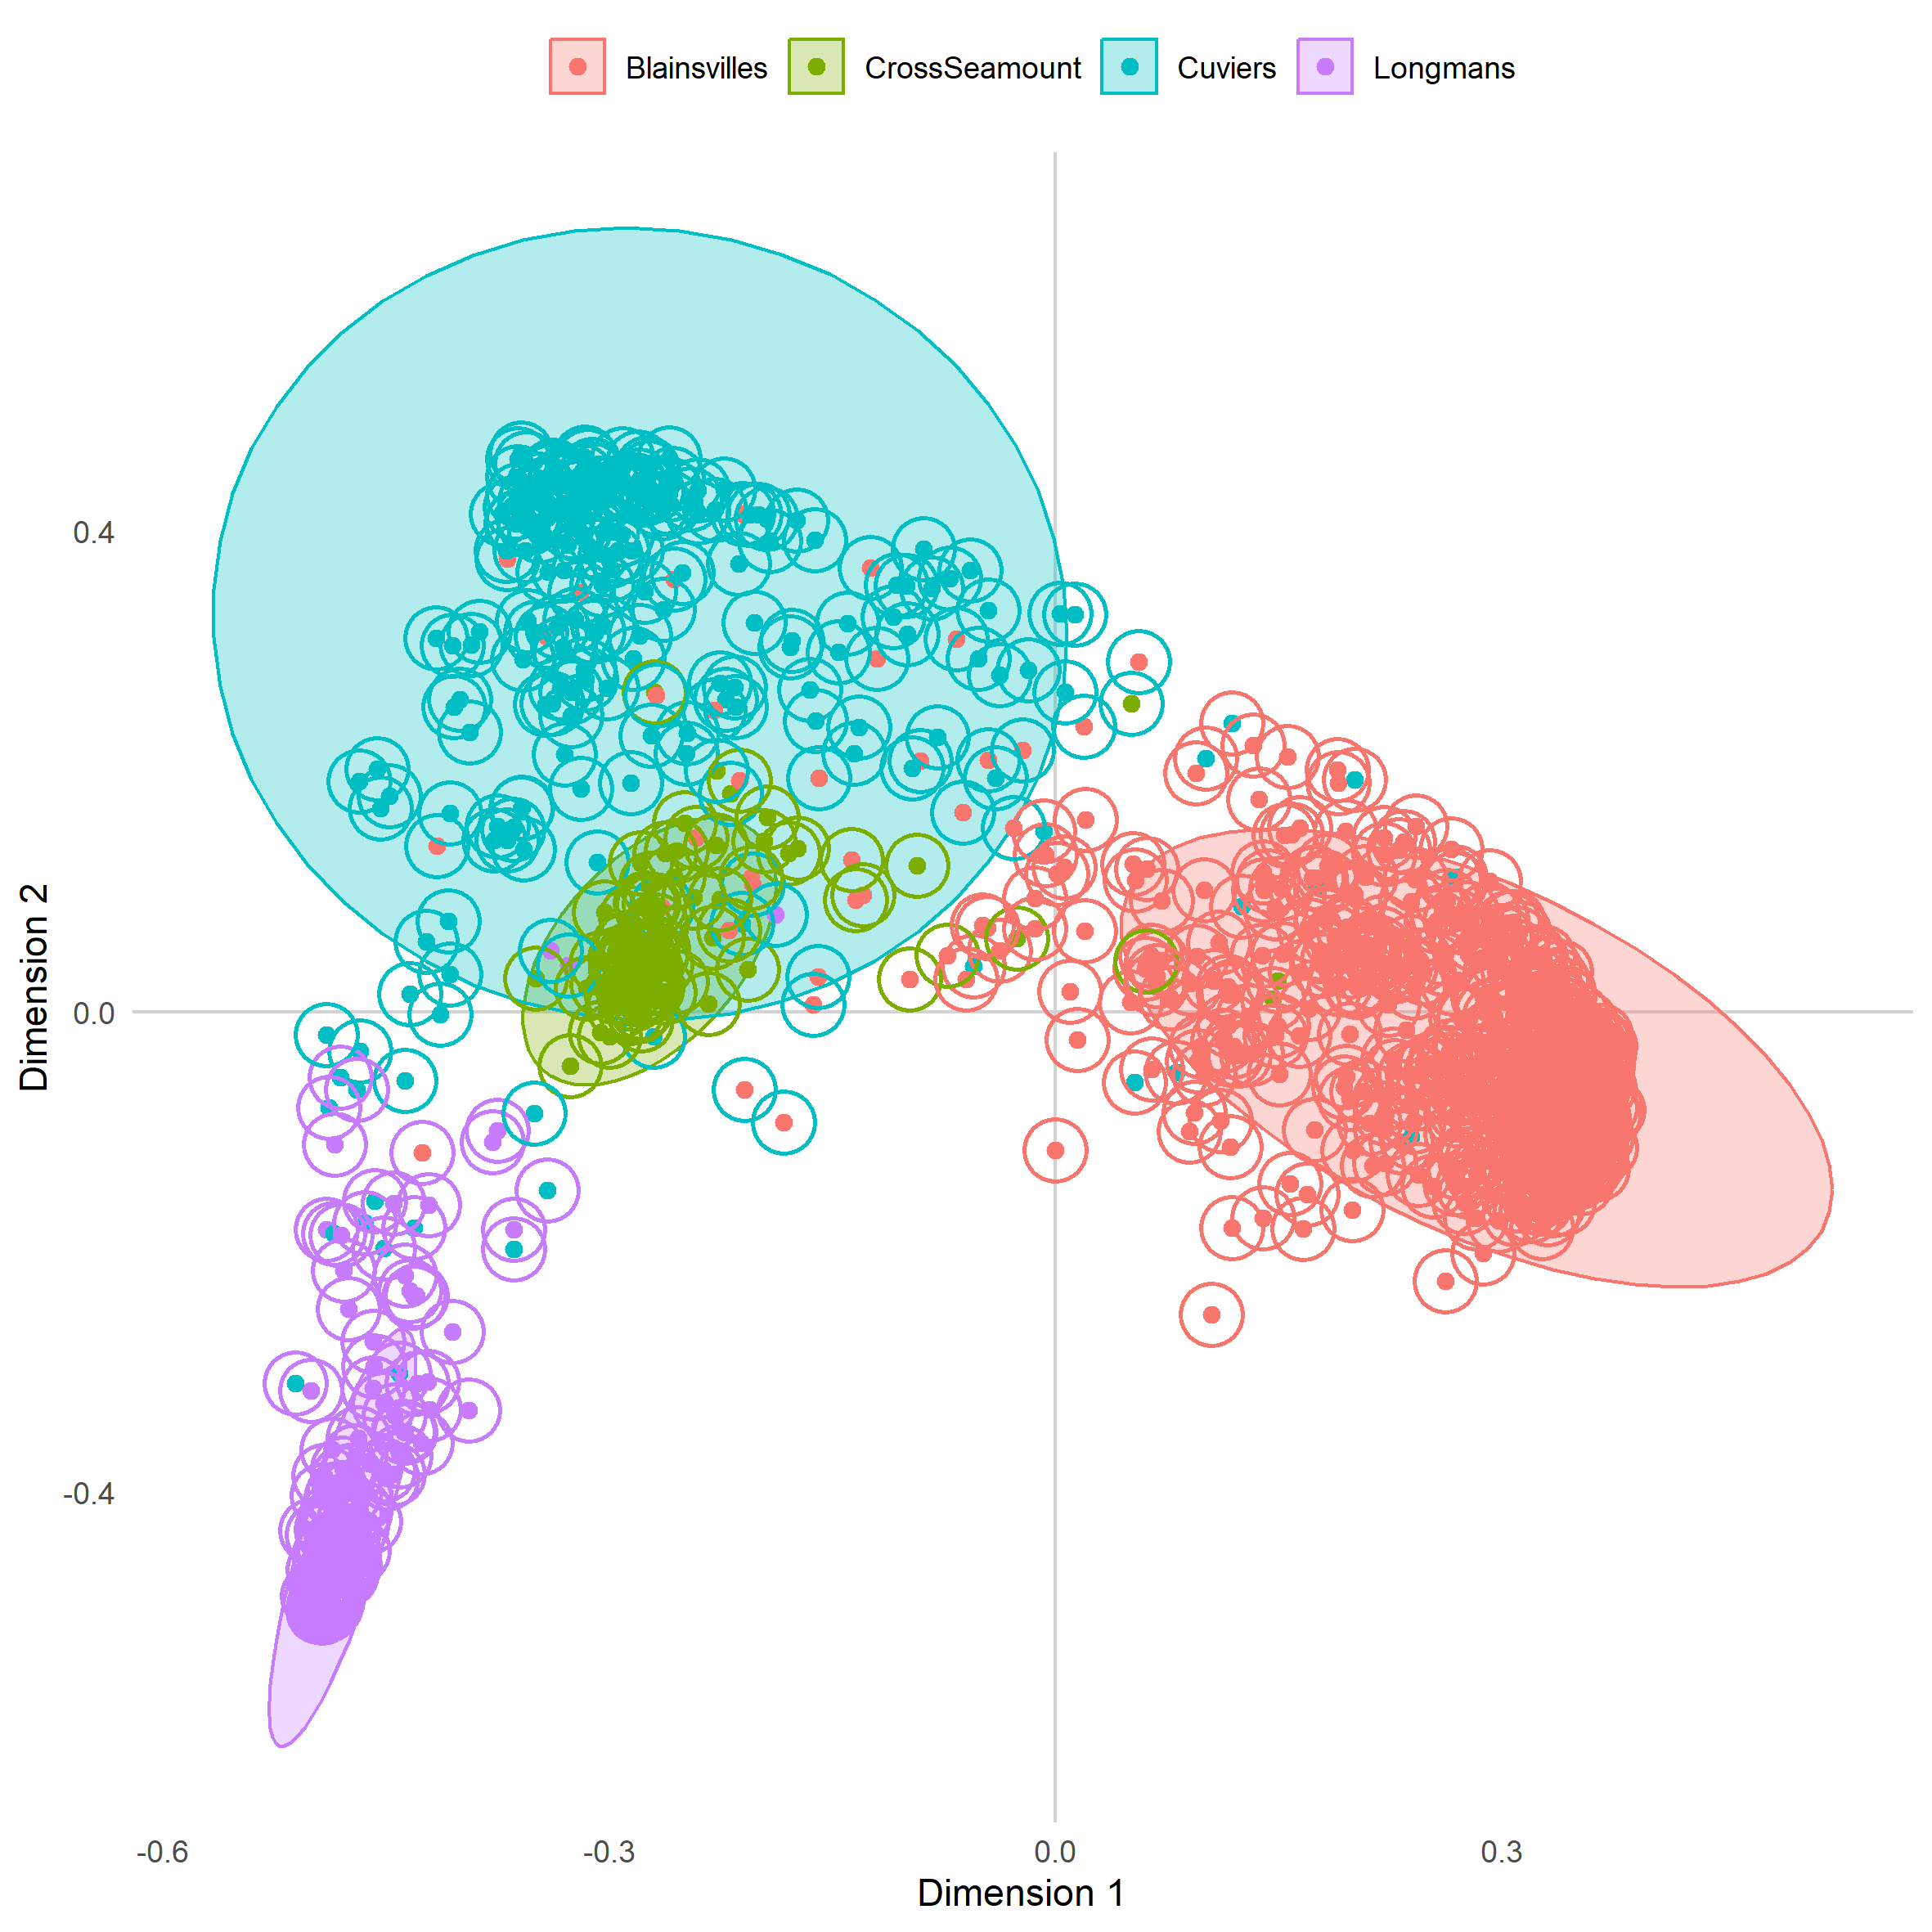 Blainsvilles CrossSeamount Cuviers Longmans
Dimension 2
0.4
0.0
-0.4
-0.6 -0.3 0.0 0.3
Dimension 1